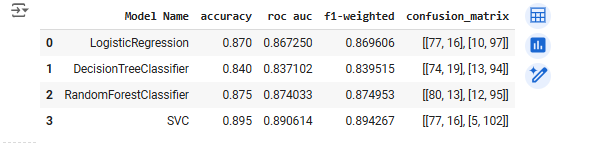 Model Name accuracy roc auc f1-weighted confusion_matrix
0 LogisticRegression 0.870 0.867250 0.869606 [[77, 16], [10, 97]]
1 DecisionTreeClassifier 0.840 0.837102 0.839515 [[74, 19], [13, 94]]
2 RandomForestClassifier 0.875 0.874033 0.874953 [[80, 13], [12, 95]]
3 SVC 0.895 0.890614 0.894267 [[77, 16], [5, 102]]